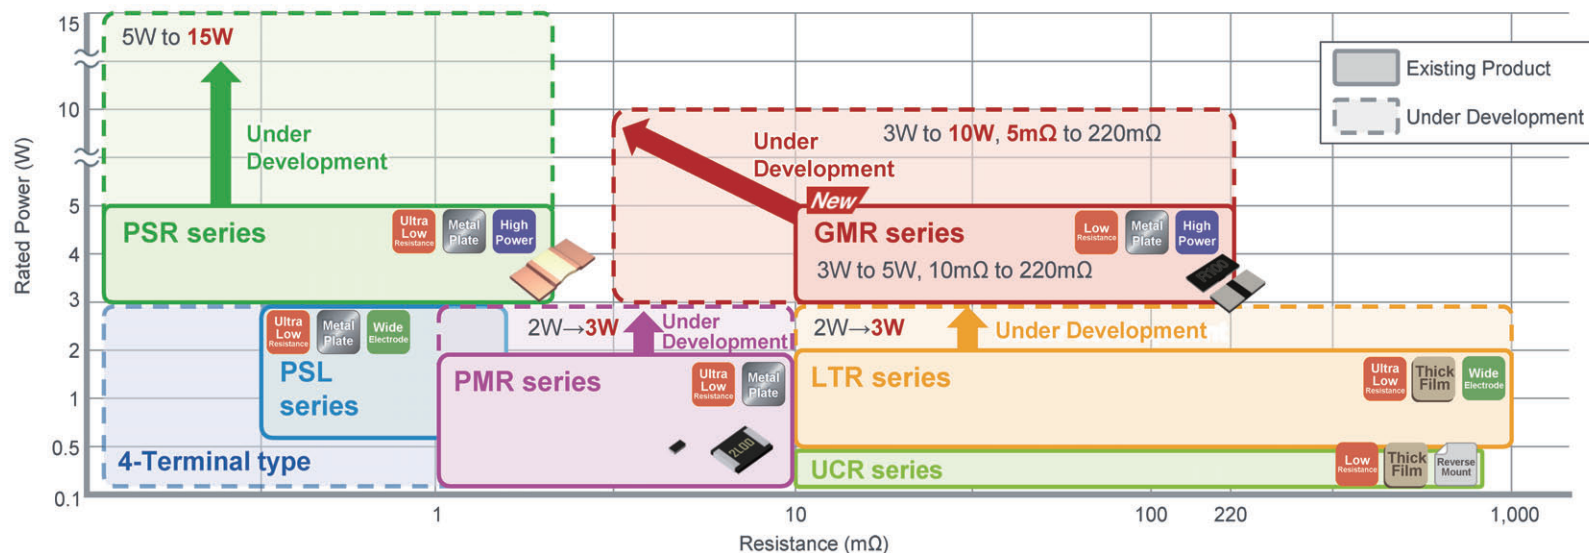 15
5W to 15W
Existing Product
Under Development
10
Under
Development
3W to 10W, 5mΩ to 220mΩ
Under
Development
New
Rated Power (W)
5
PSR series
Ultra
Low
Resistance
Metal
Plate
High
Power
GMR series
Low
Resistance
Metal
Plate
High
Power
4
3W to 5W, 10mΩ to 220mΩ
R100
3
Ultra
Low
Resistance
Metal
Plate
Wide
Electrode
2W→3W
Under
Development
2W→3W
Under Development
2
PSL
series
PMR series
Ultra
Low
Resistance
Metal
Plate
LTR series
Ultra
Low
Resistance
Thick
Film
Wide
Electrode
1
2L00
0.5
4-Terminal type
UCR series
Low
Resistance
Thick
Film
Reverse
Mount
0.1
1
10
100
220
1,000
Resistance (mΩ)